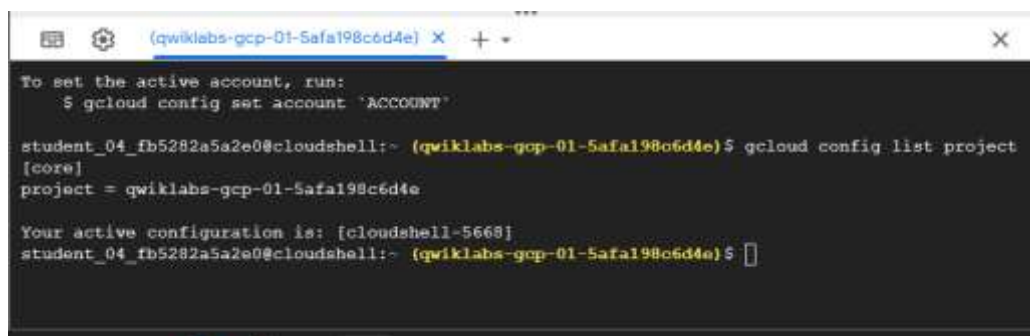 (qwiklabs-gcp-01-5afa198c6d4e)
To set the active account, run:
$ gcloud config set account `ACCOUNT`
student_04_fb5282a5a2e0@cloudshell:~ (qwiklabs-gcp-01-5afa198c6d4e)$ gcloud config list project
[core]
project = qwiklabs-gcp-01-5afa198c6d4e
Your active configuration is: [cloudshell-5668]
student_04_fb5282a5a2e0@cloudshell:~ (qwiklabs-gcp-01-5afa198c6d4e)$